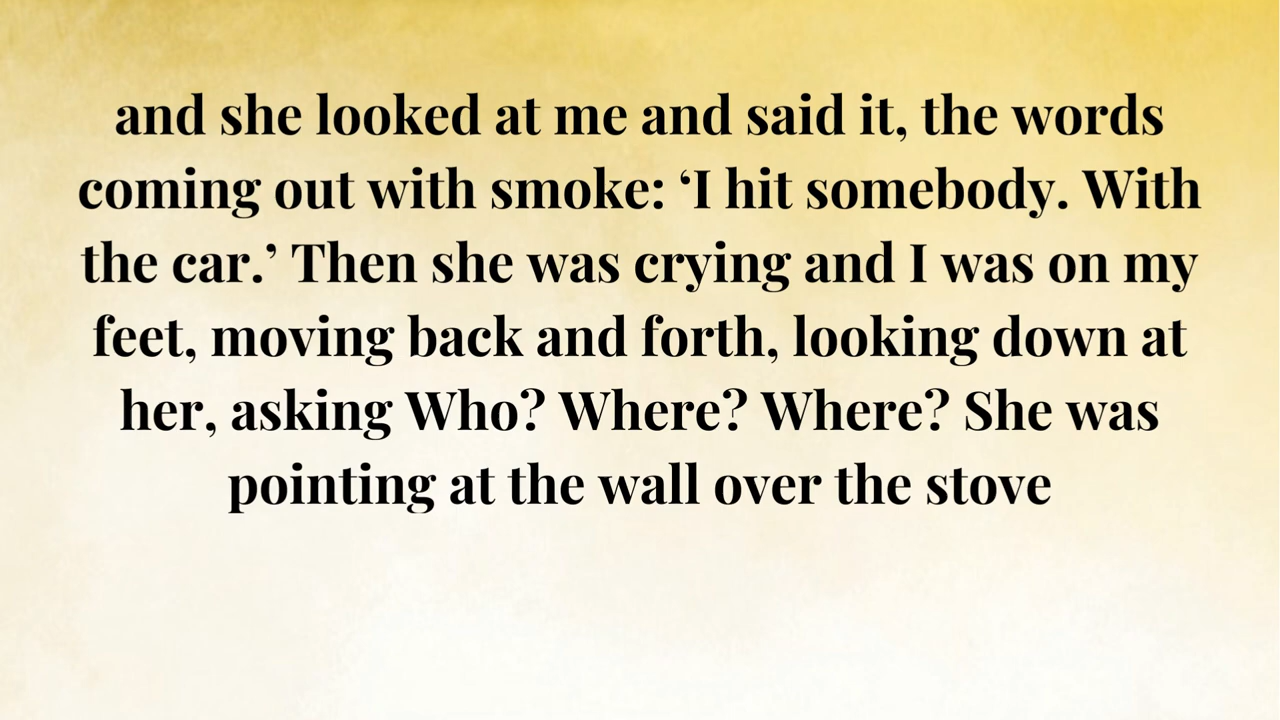 and she looked at me and said it, the words
coming out with smoke: ‘I hit somebody. With
the car.’ Then she was crying and I was on my
feet, moving back and forth, looking down at
her, asking Who? Where? Where? She was
pointing at the wall over the stove